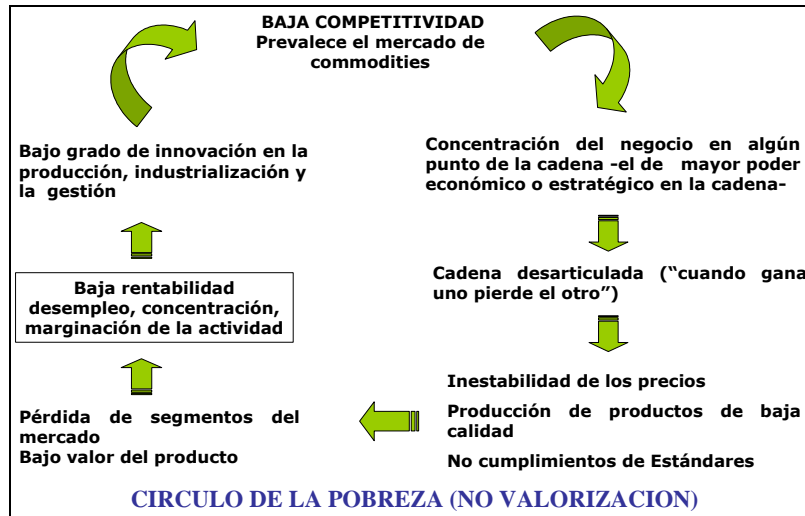 BAJA COMPETITIVIDAD
Prevalece el mercado de
commodities
Concentración del negocio en algún
punto de la cadena -el de mayor poder
económico o estratégico en la cadena-
Cadena desarticulada (“cuando gana
uno pierde el otro”)
Inestabilidad de los precios
Producción de productos de baja
calidad
No cumplimientos de Estándares
Pérdida de segmentos del
mercado
Bajo valor del producto
Baja rentabilidad
desempleo, concentración,
marginación de la actividad
Bajo grado de innovación en la
producción, industrialización y
la gestión
CIRCULO DE LA POBREZA (NO VALORIZACION)